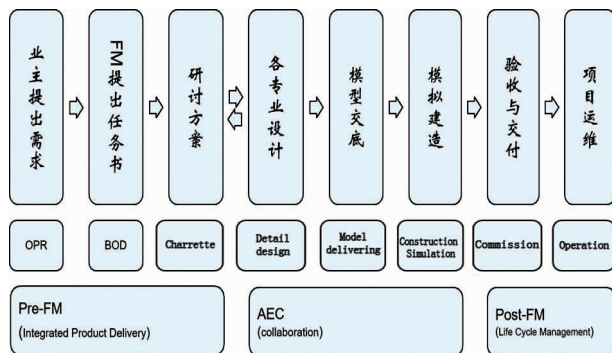 业主提出需求
FM提出任务书
研讨方案
各专业设计
模型交底
模拟建造
验收与交付
项目运维
OPR
BOD
Charrette
Detail
design
Model
delivering
Construction
Simulation
Commission
Operation
Pre-FM
(Integrated Product Delivery)
AEC
(collaboration)
Post-FM
(Life Cycle Management)